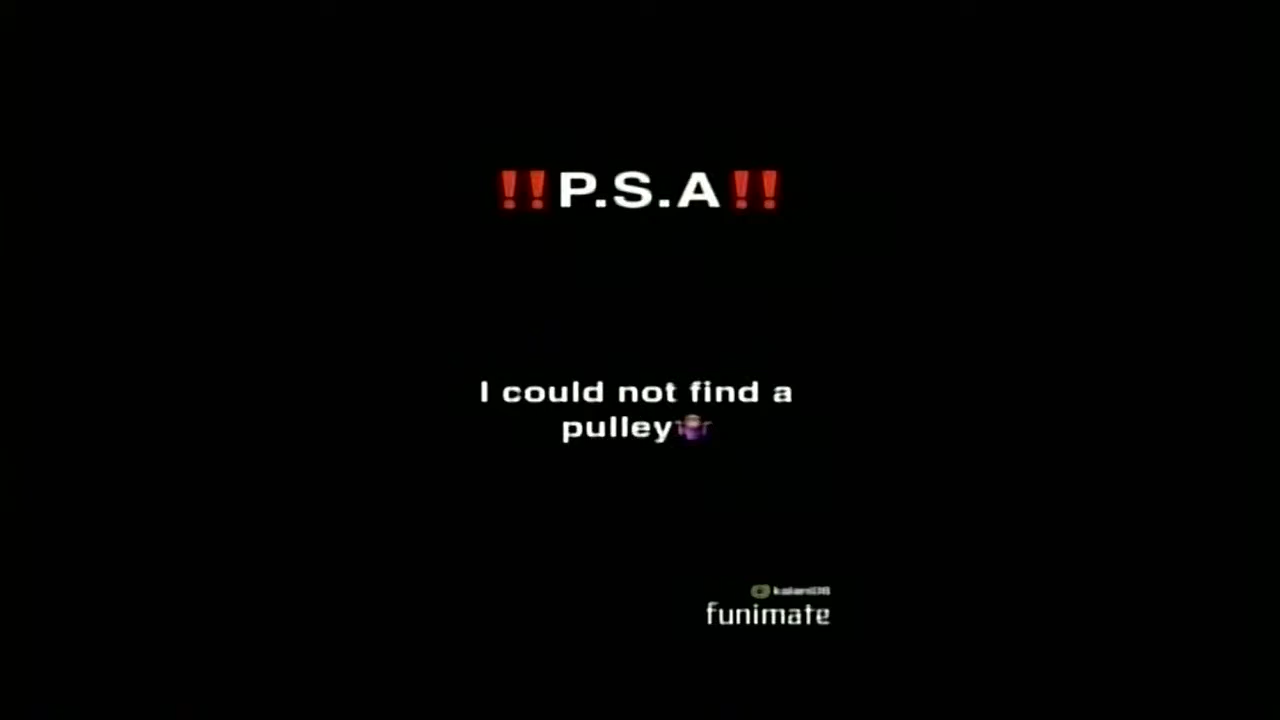 ‼️P.S.A‼️
I could not find a
pulley🤷
funimate